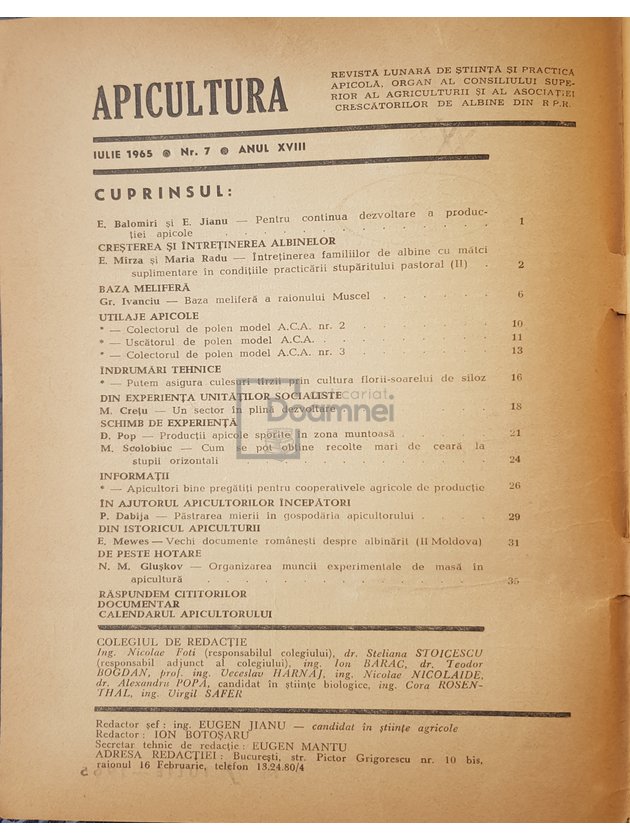 APICULTURA
REVISTĂ LUNARĂ DE ȘTIINȚĂ ȘI PRACTICĂ
APICOLĂ, ORGAN AL CONSILIULUI SUPE-
RIOR AL AGRICULTURII ȘI AL ASOCIAȚIEI
CRESCĂTORILOR DE ALBINE DIN R P.R.
IULIE 1965 ● Nr. 7 ● ANUL XVIII
CUPRINSUL:
E. Balomiri și E. Jianu — Pentru continua dezvoltare a produc-
ției apicole . . . . . . . . . . . . 1
CREȘTEREA ȘI ÎNTREȚINEREA ALBINELOR
E. Mirza și Maria Radu — Întreținerea familiilor de albine cu mătci
suplimentare în condițiile practicării stupăritului pastoral (II) . 2
BAZA MELIFERĂ
Gr. Ivanciu — Baza meliferă a raionului Muscel . . . . . . 6
UTILAJE APICOLE
* — Colectorul de polen model A.C.A. nr. 2 . . . . . . . 10
* — Uscătorul de polen model A.C.A. . . . . . . . . 11
* — Colectorul de polen model A.C.A. nr. 3 . . . . . . . 13
ÎNDRUMĂRI TEHNICE
* — Putem asigura culesuri tîrzii prin cultura florii-soarelui de siloz 16
DIN EXPERIENȚA UNITĂȚILOR SOCIALISTE
M. Crețu — Un sector în plină dezvoltare . . . . . . . 18
SCHIMB DE EXPERIENȚĂ
D. Pop — Producții apicole sporite în zona muntoasă . . . . . 21
M. Scolobiuc — Cum se pot obține recolte mari de ceară la
stupii orizontali . . . . . . . . . . . 24
INFORMAȚII
* — Apicultori bine pregătiți pentru cooperativele agricole de producție 26
ÎN AJUTORUL APICULTORILOR ÎNCEPĂTORI
P. Dabija — Păstrarea mierii în gospodăria apicultorului . . . . 29
DIN ISTORICUL APICULTURII
E. Mewes — Vechi documente românești despre albinării (II Moldova) 31
DE PESTE HOTARE
N. M. Glușkov — Organizarea muncii experimentale de masă în
apicultură . . . . . . . . . . . . 35
RĂSPUNDEM CITITORILOR
DOCUMENTAR
CALENDARUL APICULTORULUI
COLEGIUL DE REDACȚIE
Ing. Nicolae Foti (responsabilul colegiului), dr. Steliana STOICESCU
(responsabil adjunct al colegiului), ing. Ion BARAC, dr. Teodor
BOGDAN, prof. ing. Veceslav HARNAJ, ing. Nicolae NICOLAIDE,
dr. Alexandru POPA, candidat în științe biologice, ing. Cora ROSEN-
THAL, ing. Virgil SAFER
Redactor șef : ing. EUGEN JIANU — candidat în științe agricole
Redactor : ION BOTOȘARU
Secretar tehnic de redacție : EUGEN MANTU
ADRESA REDACȚIEI : București, str. Pictor Grigorescu nr. 10 bis,
raionul 16 Februarie, telefon 13.24.80/4
Anticariat
Doamnei